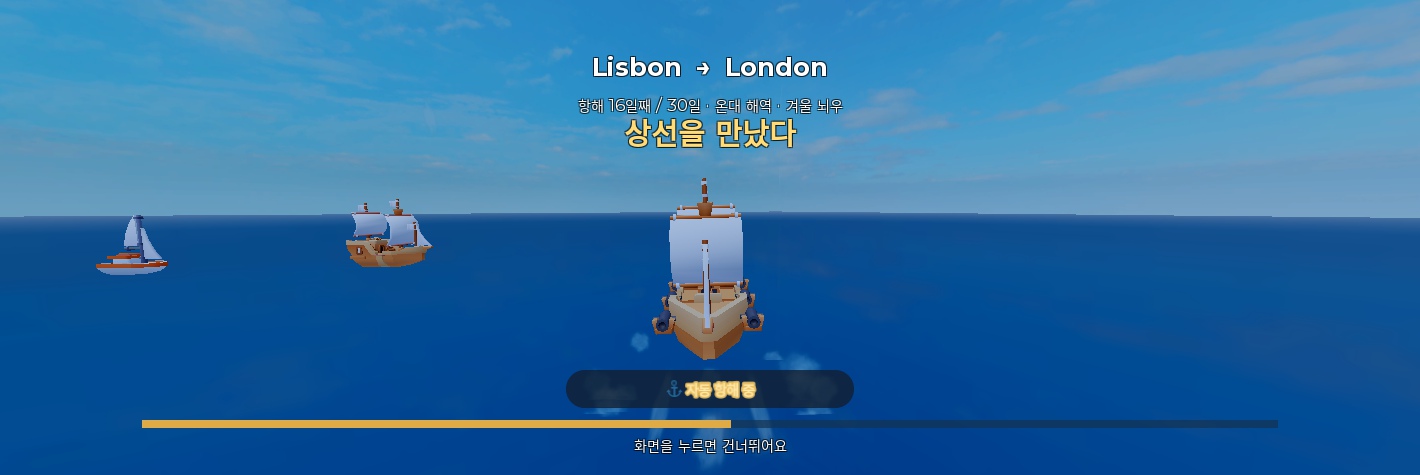 Lisbon → London
항해 16일째 / 30일 · 온대 해역 · 겨울 뇌우
상선을 만났다
⚓ 자동 항해 중
화면을 누르면 건너뛰어요